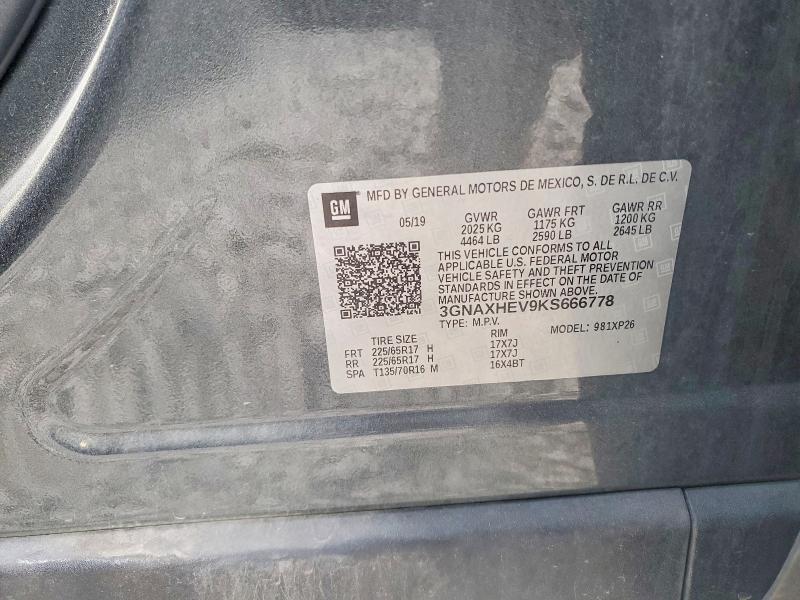 GM MFD BY GENERAL MOTORS DE MEXICO, S. DE R.L. DE C.V.
05/19 GVWR GAWR FRT GAWR RR
2025 KG 1175 KG 1200 KG
4464 LB 2590 LB 2645 LB
THIS VEHICLE CONFORMS TO ALL
APPLICABLE U.S. FEDERAL MOTOR
VEHICLE SAFETY AND THEFT PREVENTION
STANDARDS IN EFFECT ON THE DATE OF
MANUFACTURE SHOWN ABOVE.
3GNAXHEV9KS666778
TYPE: M.P.V. MODEL: 981XP26
TIRE SIZE RIM
FRT 225/65R17 H 17X7J
RR 225/65R17 H 17X7J
SPA T135/70R16 M 16X4BT